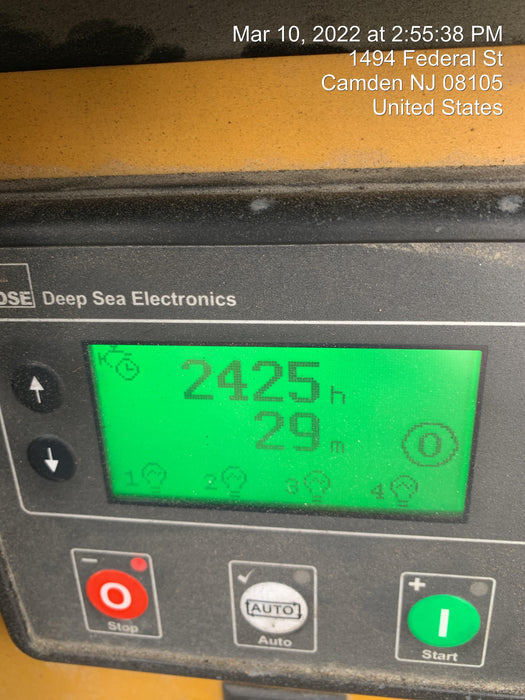 Mar 10, 2022 at 2:55:38 PM
1494 Federal St
Camden NJ 08105
United States
DSE Deep Sea Electronics
2425 h
29 m
0
1 2 3 4
− ✓ +
O AUTO I
Stop Auto Start